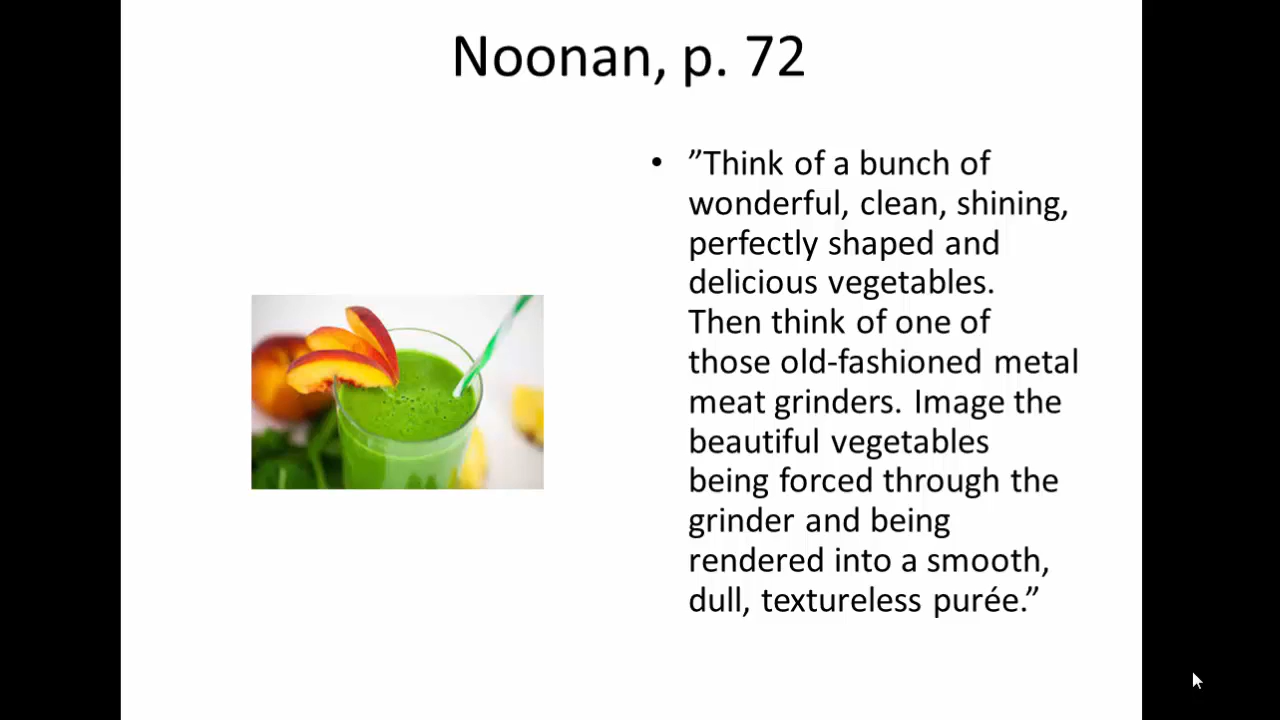 Noonan, p. 72
• ”Think of a bunch of
wonderful, clean, shining,
perfectly shaped and
delicious vegetables.
Then think of one of
those old-fashioned metal
meat grinders. Image the
beautiful vegetables
being forced through the
grinder and being
rendered into a smooth,
dull, textureless purée.”